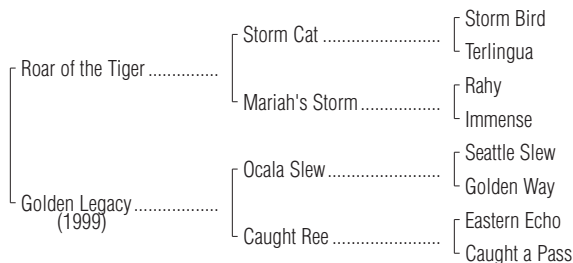 Storm Bird
Storm Cat ........................
Terlingua
Roar of the Tiger ...............
Rahy
Mariah's Storm .................
Immense
Seattle Slew
Ocala Slew .......................
Golden Way
Golden Legacy ..................
(1999)
Eastern Echo
Caught Ree ......................
Caught a Pass